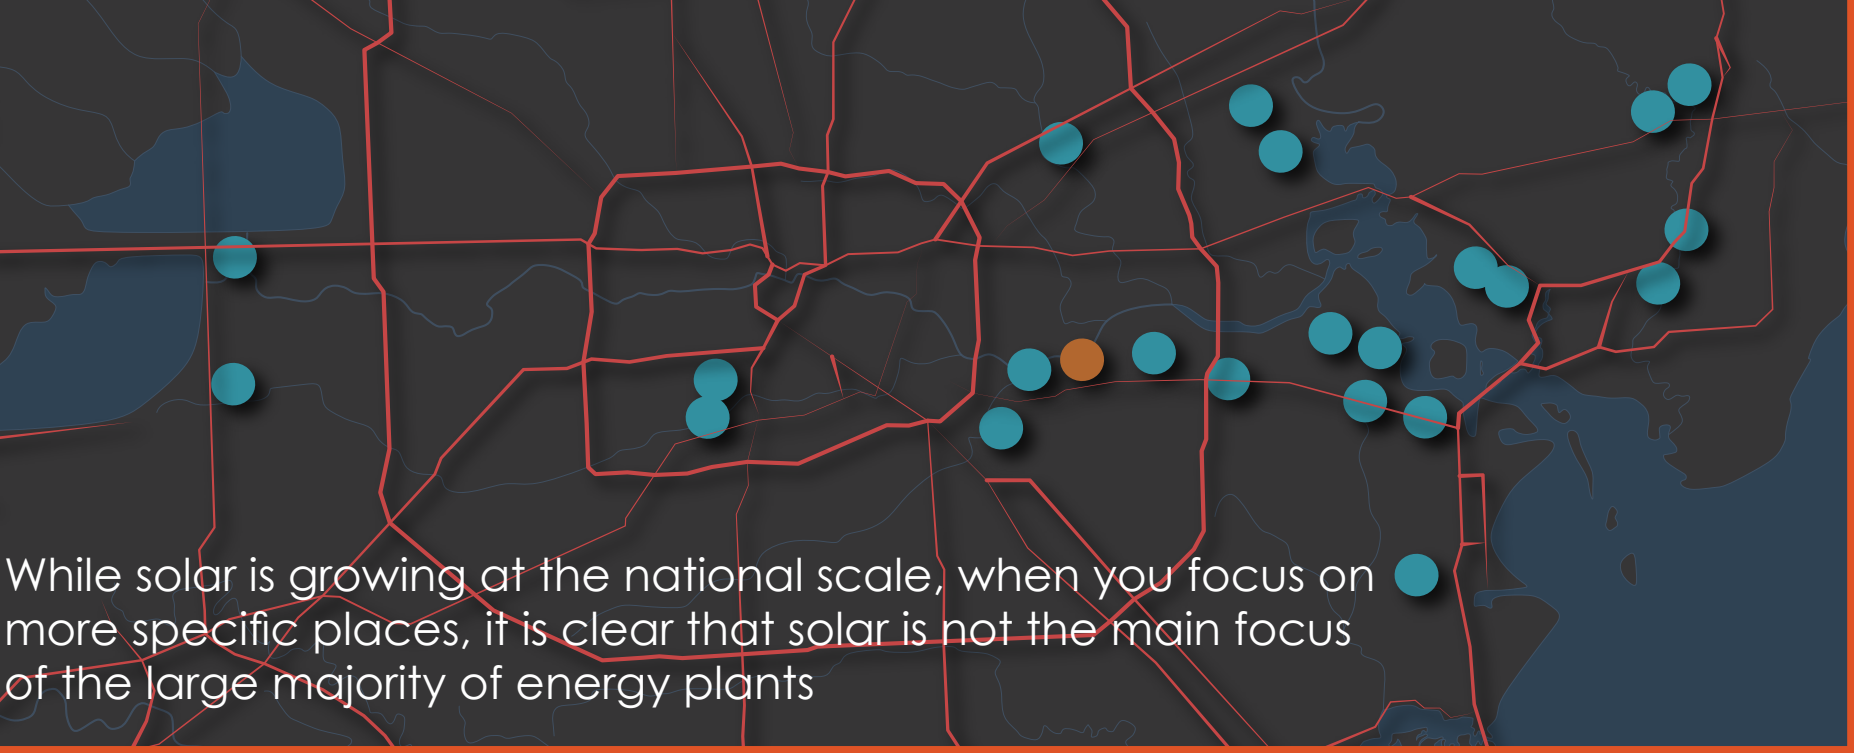 While solar is growing at the national scale, when you focus on
more specific places, it is clear that solar is not the main focus
of the large majority of energy plants